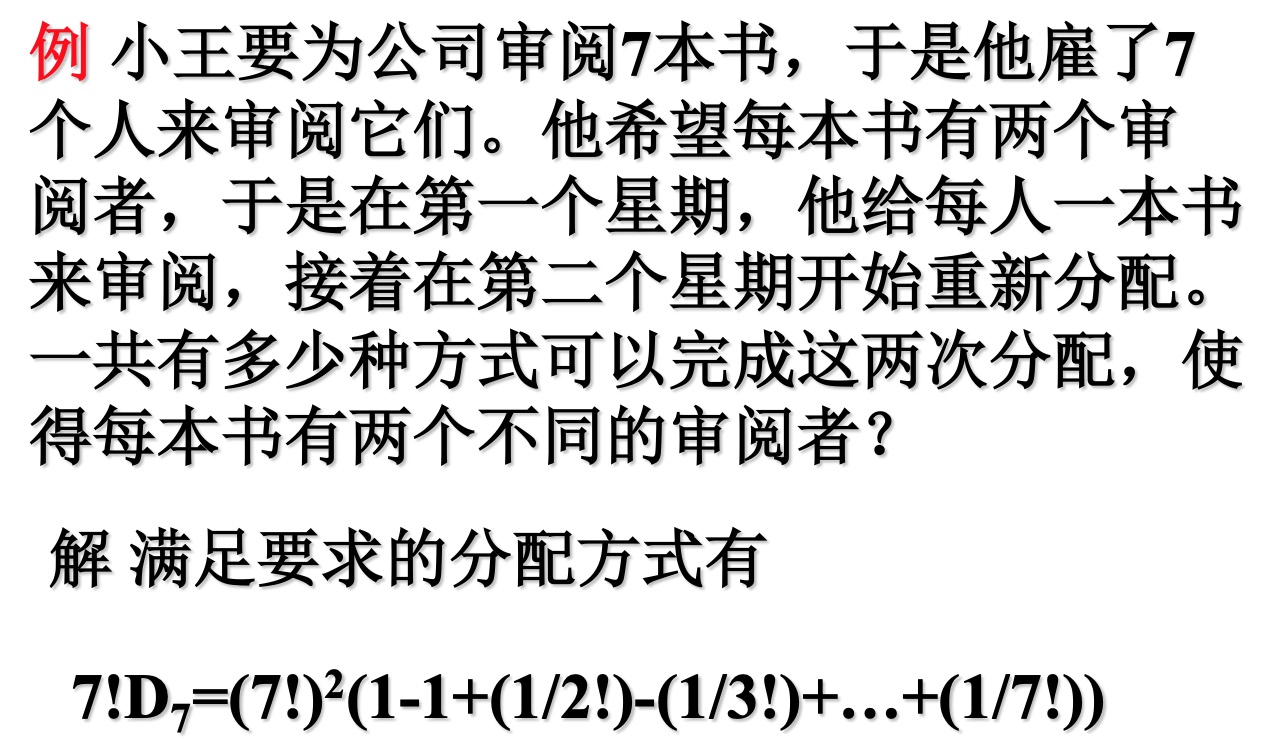 例 小王要为公司审阅7本书，于是他雇了7
个人来审阅它们。他希望每本书有两个审
阅者，于是在第一个星期，他给每人一本书
来审阅，接着在第二个星期开始重新分配。
一共有多少种方式可以完成这两次分配，使
得每本书有两个不同的审阅者？
解 满足要求的分配方式有
7!D₇=(7!)²(1-1+(1/2!)-(1/3!)+…+(1/7!))